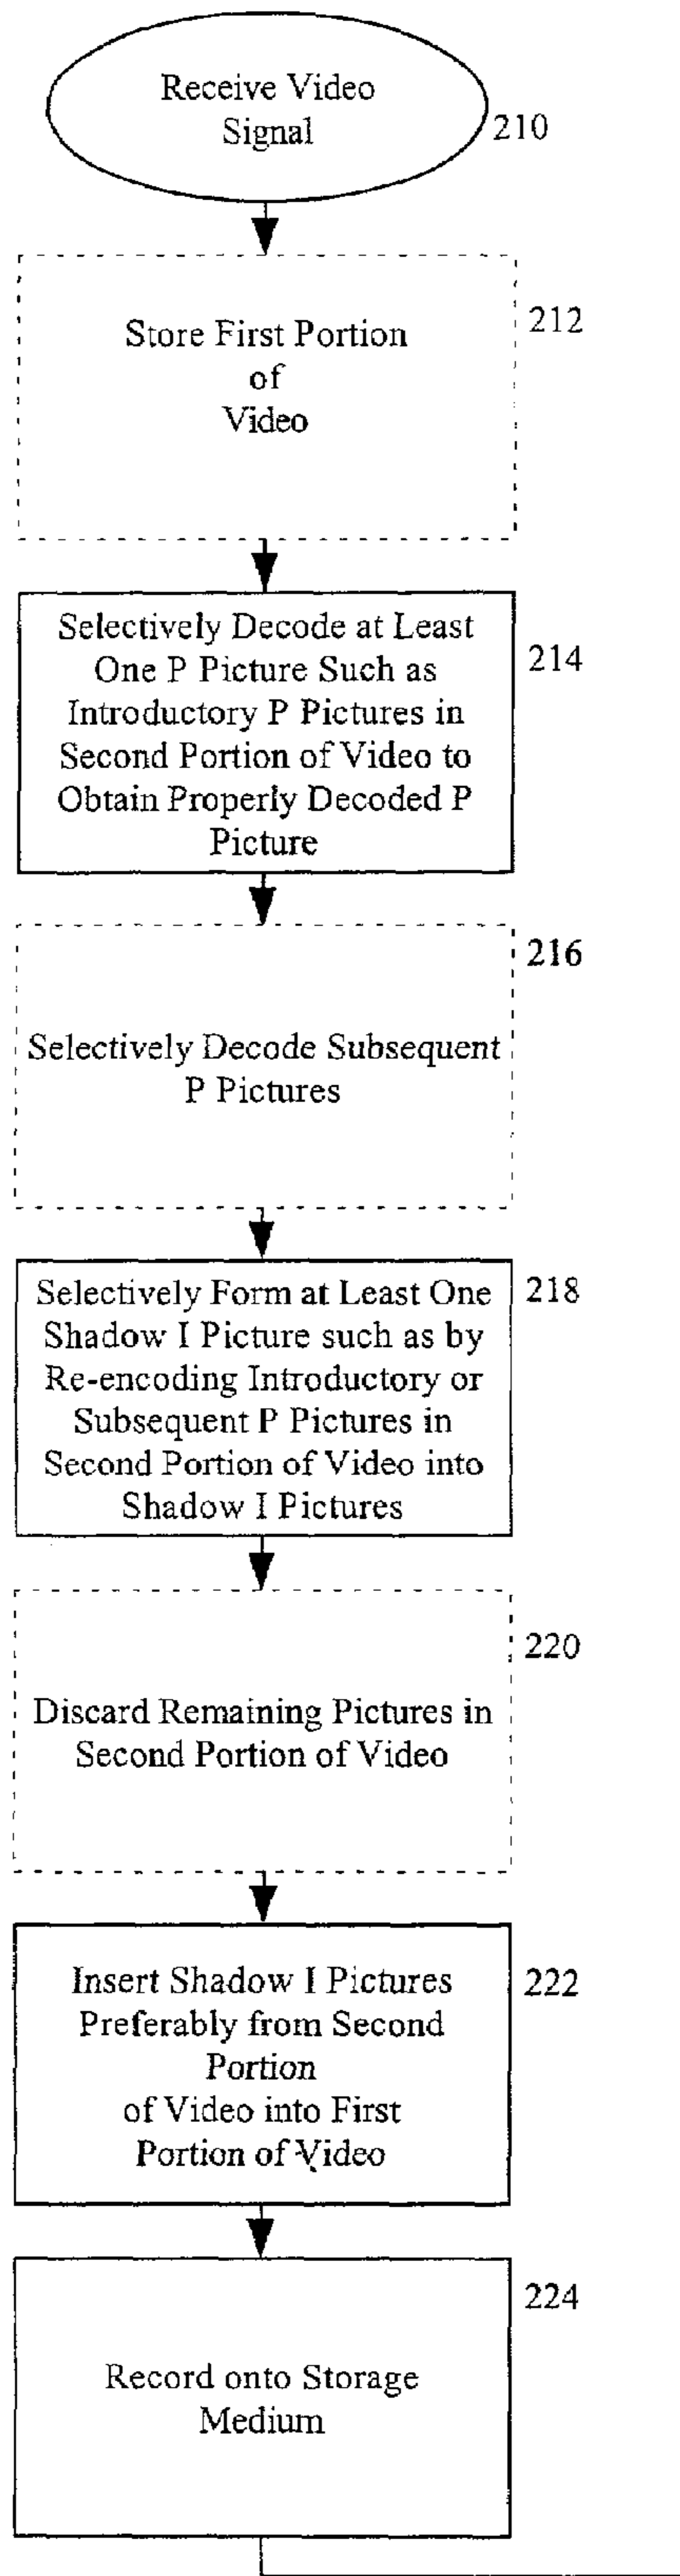 Receive Video
Signal
210
Store First Portion
of
Video
212
Selectively Decode at Least
One P Picture Such as
Introductory P Pictures in
Second Portion of Video to
Obtain Properly Decoded P
Picture
214
216
Selectively Decode Subsequent
P Pictures
Selectively Form at Least One
Shadow I Picture such as by
Re-encoding Introductory or
Subsequent P Pictures in
Second Portion of Video into
Shadow I Pictures
218
220
Discard Remaining Pictures in
Second Portion of Video
Insert Shadow I Pictures
Preferably from Second
Portion
of Video into First
Portion of Video
222
224
Record onto Storage
Medium